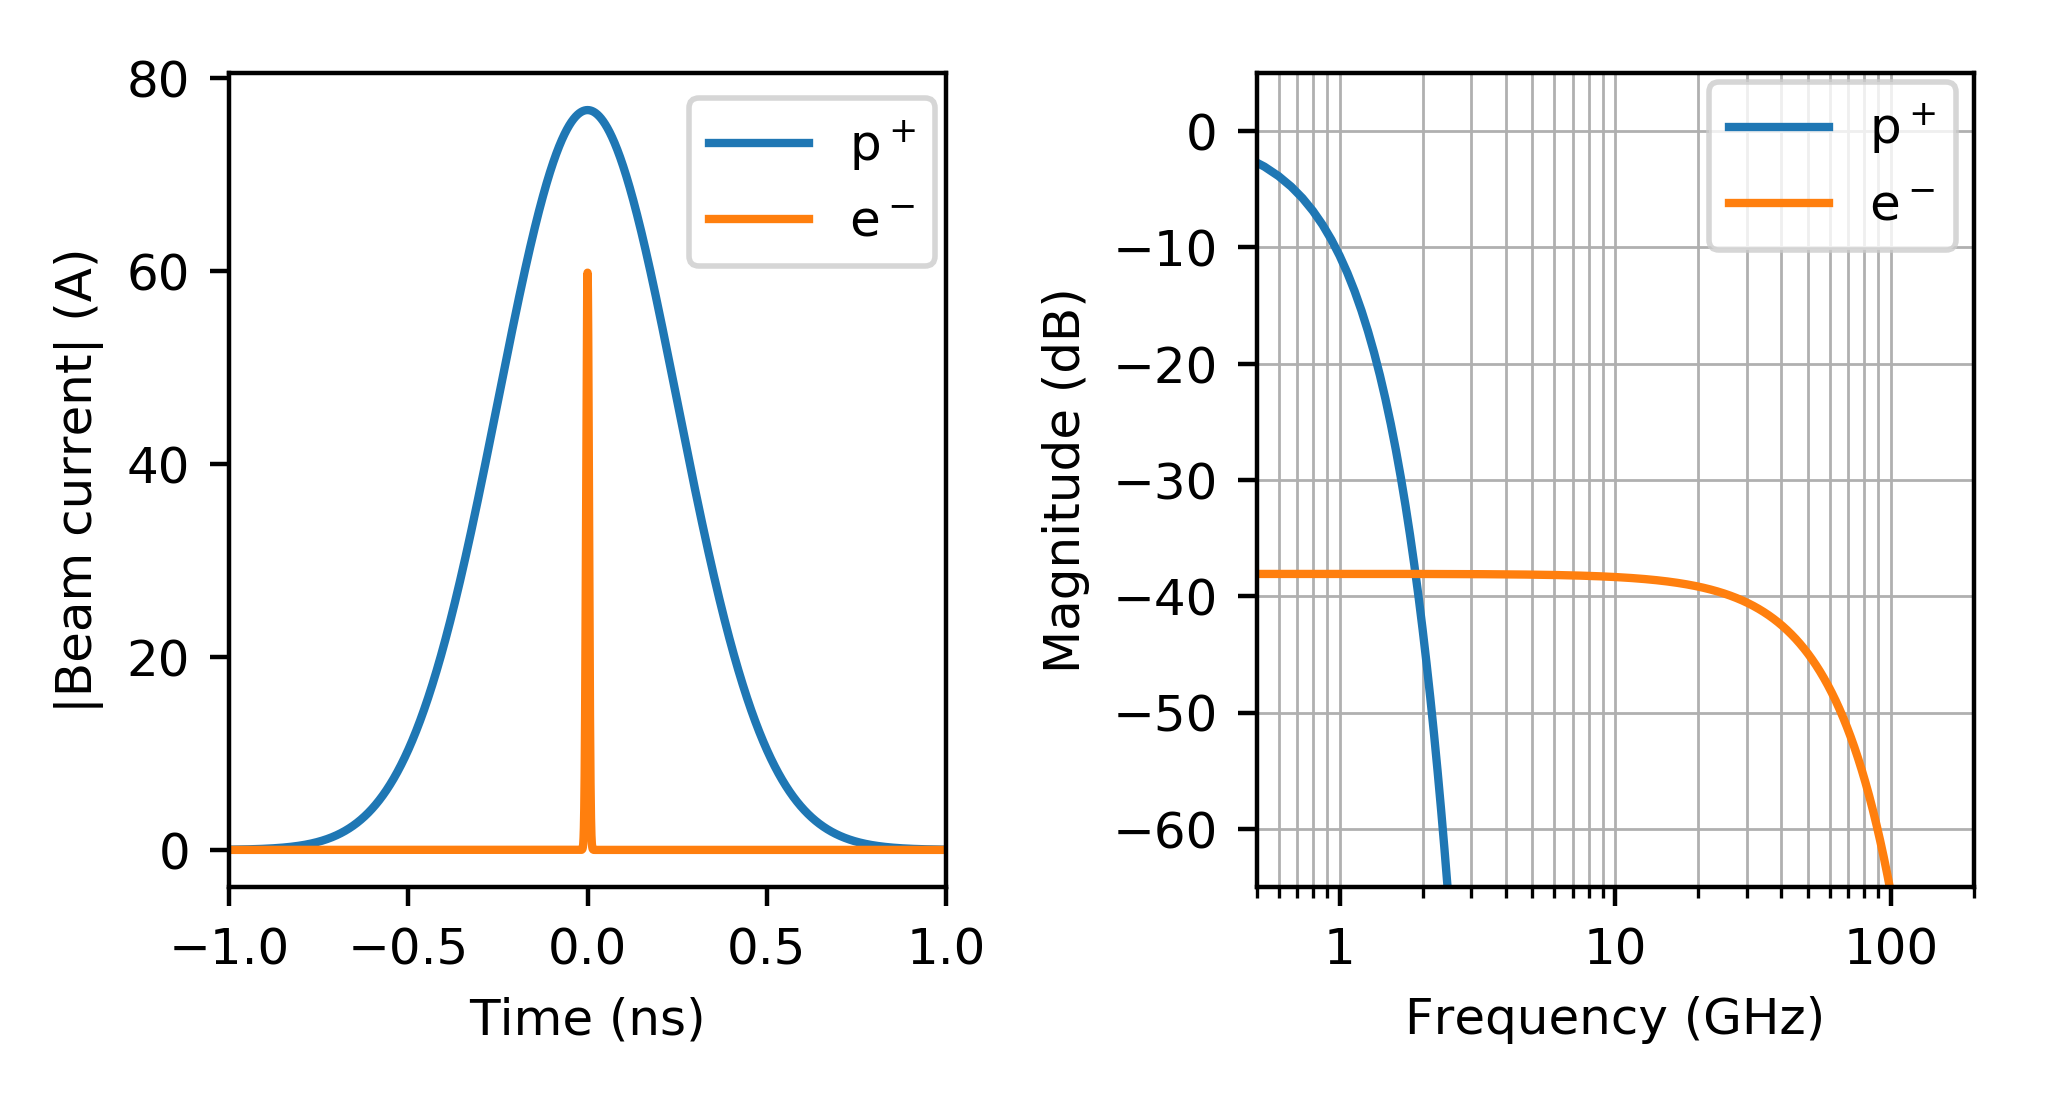 80
60
40
20
0
|Beam current| (A)
−1.0 −0.5 0.0 0.5 1.0
Time (ns)
p⁺
e⁻
0
−10
−20
−30
−40
−50
−60
Magnitude (dB)
1 10 100
Frequency (GHz)
p⁺
e⁻